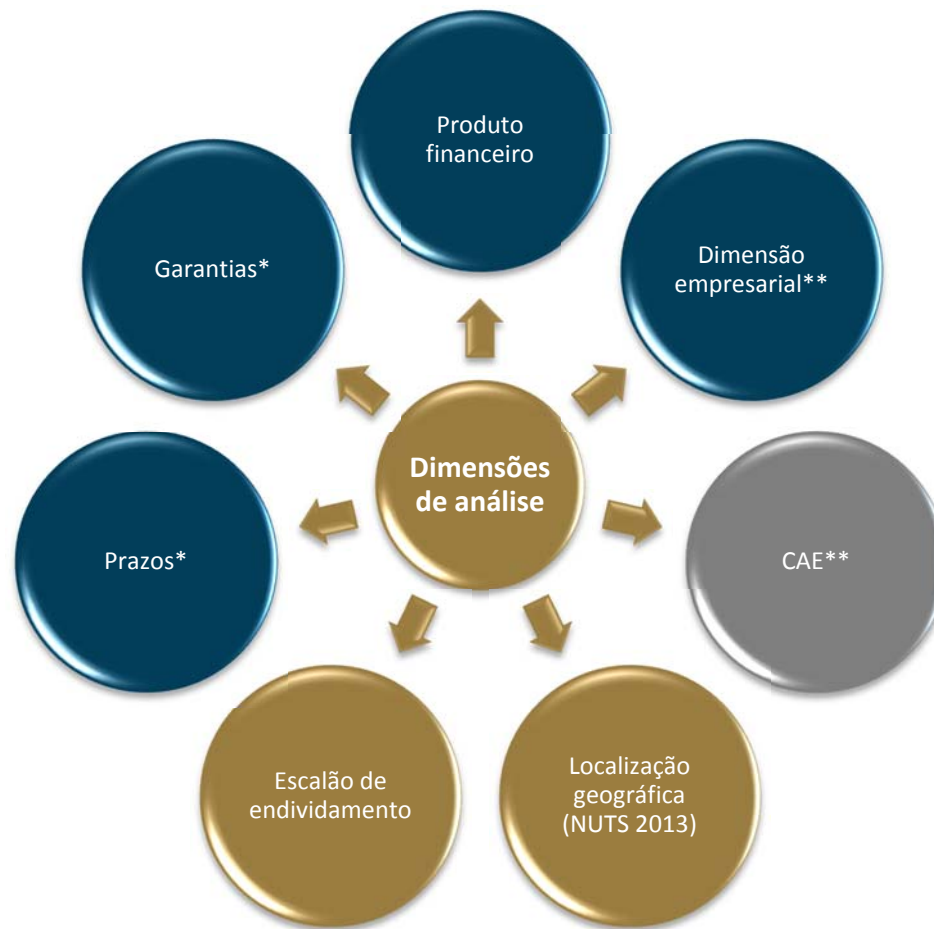 Produto
financeiro
Garantias*
Dimensão
empresarial**
Dimensões
de análise
Prazos*
CAE**
Escalão de
endividamento
Localização
geográfica
(NUTS 2013)